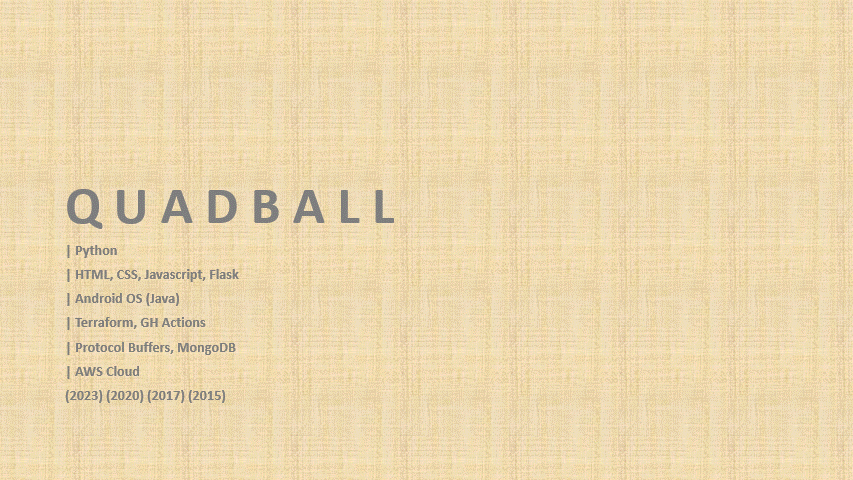 QUADBALL
| Python
| HTML, CSS, Javascript, Flask
| Android OS (Java)
| Terraform, GH Actions
| Protocol Buffers, MongoDB
| AWS Cloud
(2023) (2020) (2017) (2015)